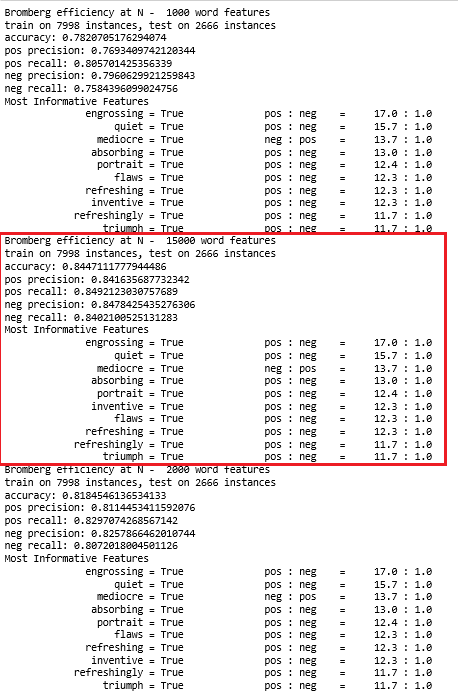 Bromberg efficiency at N -  1000 word features
train on 7998 instances, test on 2666 instances
accuracy: 0.7820705176294074
pos precision: 0.7693409742120344
pos recall: 0.805701425356339
neg precision: 0.7960629921259843
neg recall: 0.7584396099024756
Most Informative Features
engrossing = True pos : neg = 17.0 : 1.0
quiet = True pos : neg = 15.7 : 1.0
mediocre = True neg : pos = 13.7 : 1.0
absorbing = True pos : neg = 13.0 : 1.0
portrait = True pos : neg = 12.4 : 1.0
flaws = True pos : neg = 12.3 : 1.0
refreshing = True pos : neg = 12.3 : 1.0
inventive = True pos : neg = 12.3 : 1.0
refreshingly = True pos : neg = 11.7 : 1.0
triumph = True pos : neg = 11.7 : 1.0
Bromberg efficiency at N -  15000 word features
train on 7998 instances, test on 2666 instances
accuracy: 0.8447111777944486
pos precision: 0.841635687732342
pos recall: 0.8492123030757689
neg precision: 0.8478425435276306
neg recall: 0.8402100525131283
Most Informative Features
engrossing = True pos : neg = 17.0 : 1.0
quiet = True pos : neg = 15.7 : 1.0
mediocre = True neg : pos = 13.7 : 1.0
absorbing = True pos : neg = 13.0 : 1.0
portrait = True pos : neg = 12.4 : 1.0
inventive = True pos : neg = 12.3 : 1.0
flaws = True pos : neg = 12.3 : 1.0
refreshing = True pos : neg = 12.3 : 1.0
refreshingly = True pos : neg = 11.7 : 1.0
triumph = True pos : neg = 11.7 : 1.0
Bromberg efficiency at N -  2000 word features
train on 7998 instances, test on 2666 instances
accuracy: 0.8184546136534133
pos precision: 0.8114453411592076
pos recall: 0.8297074268567142
neg precision: 0.8257866462010744
neg recall: 0.8072018004501126
Most Informative Features
engrossing = True pos : neg = 17.0 : 1.0
quiet = True pos : neg = 15.7 : 1.0
mediocre = True neg : pos = 13.7 : 1.0
absorbing = True pos : neg = 13.0 : 1.0
portrait = True pos : neg = 12.4 : 1.0
flaws = True pos : neg = 12.3 : 1.0
refreshing = True pos : neg = 12.3 : 1.0
inventive = True pos : neg = 12.3 : 1.0
refreshingly = True pos : neg = 11.7 : 1.0
triumph = True pos : neg = 11.7 : 1.0